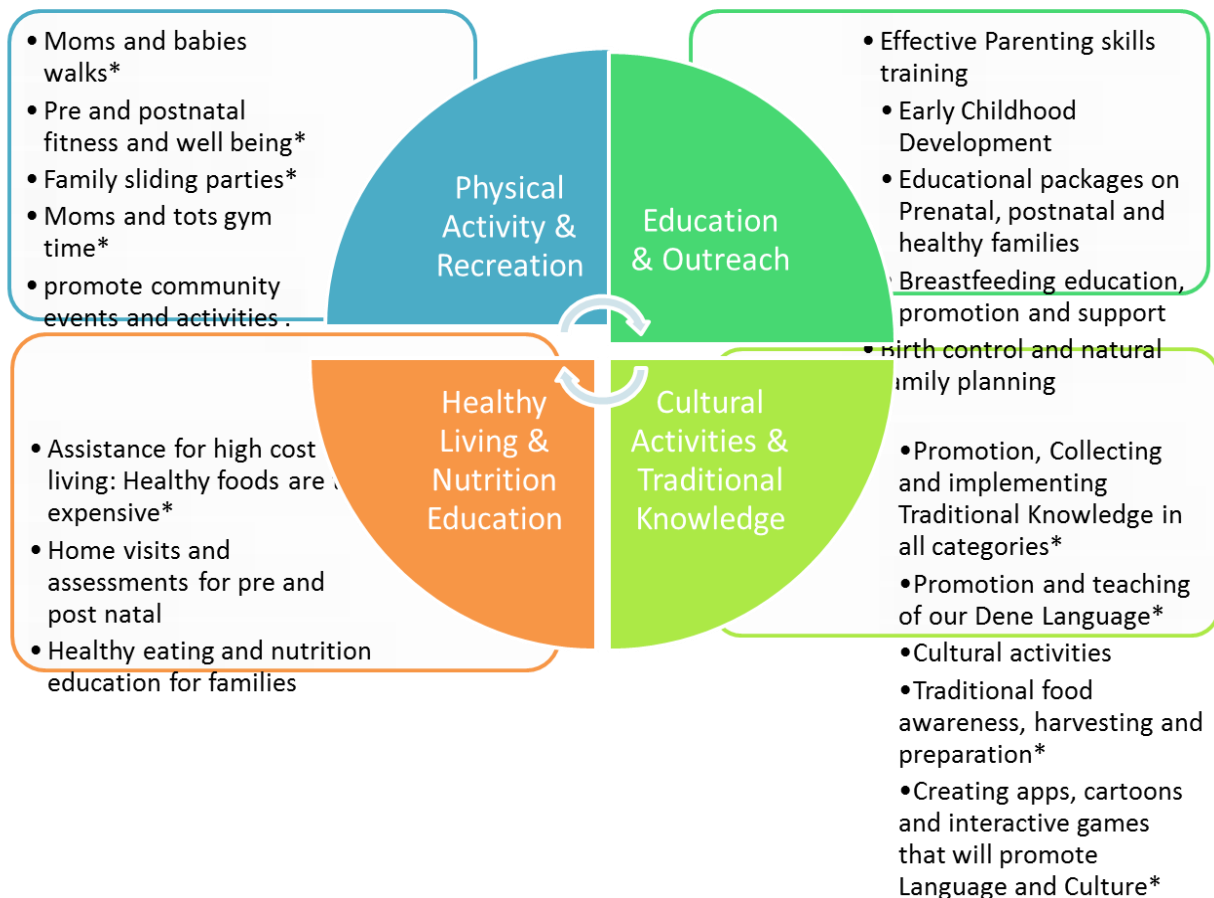 • Moms and babies
walks*
• Pre and postnatal
fitness and well being*
• Family sliding parties*
• Moms and tots gym
time*
• promote community
events and activities .
Physical
Activity &
Recreation
Education
& Outreach
• Effective Parenting skills
training
• Early Childhood
Development
• Educational packages on
Prenatal, postnatal and
healthy families
Breastfeeding education,
promotion and support
• Birth control and natural
family planning
• Assistance for high cost
living: Healthy foods are
expensive*
• Home visits and
assessments for pre and
post natal
• Healthy eating and nutrition
education for families
Healthy
Living &
Nutrition
Education
Cultural
Activities &
Traditional
Knowledge
•Promotion, Collecting
and implementing
Traditional Knowledge in
all categories*
•Promotion and teaching
of our Dene Language*
•Cultural activities
•Traditional food
awareness, harvesting and
preparation*
•Creating apps, cartoons
and interactive games
that will promote
Language and Culture*